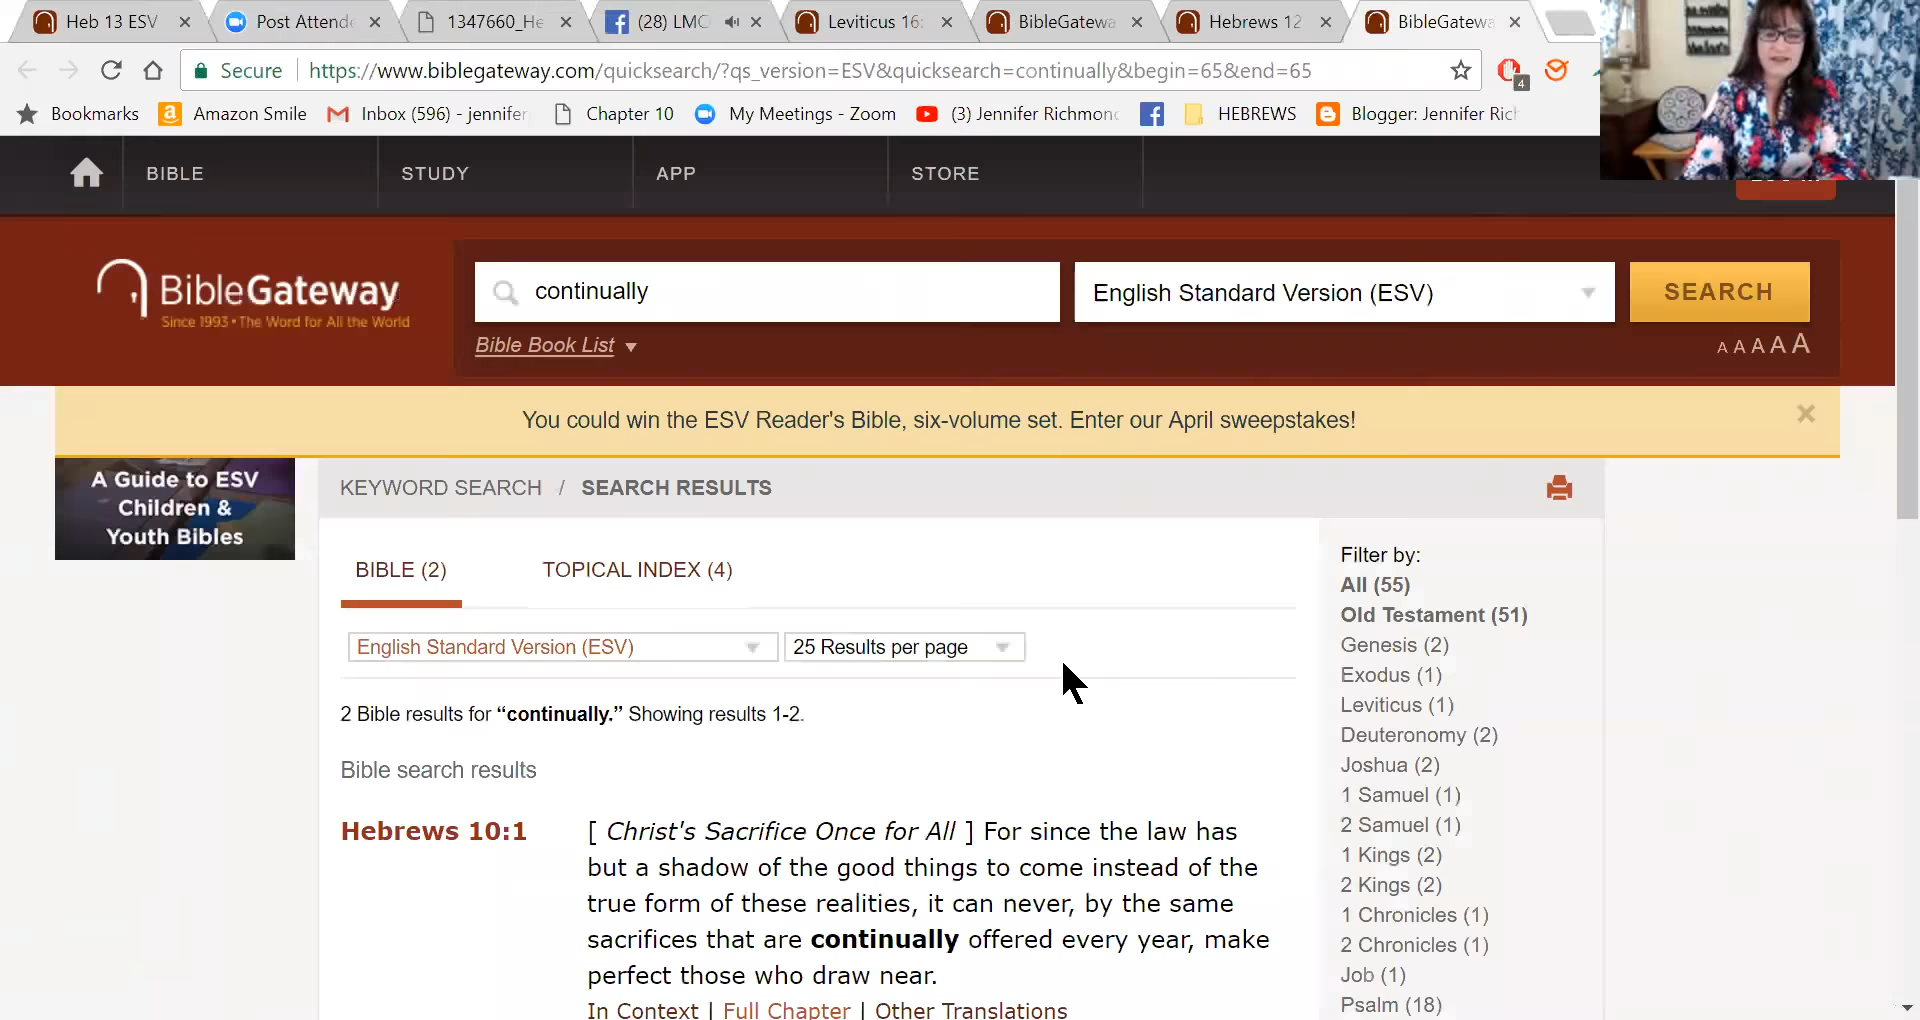 Heb 13 ESV
Post Attende
1347660_He
(28) LMC
Leviticus 16:
BibleGatewa
Hebrews 12
BibleGatewa
Secure https://www.biblegateway.com/quicksearch/?qs_version=ESV&quicksearch=continually&begin=65&end=65
4
Bookmarks
Amazon Smile
Inbox (596) - jennifer
Chapter 10
My Meetings - Zoom
(3) Jennifer Richmond
HEBREWS
Blogger: Jennifer Rich
BIBLE STUDY APP STORE
BibleGateway
Since 1993 • The Word for All the World
continually
English Standard Version (ESV)
SEARCH
Bible Book List
A A A A A
You could win the ESV Reader's Bible, six-volume set. Enter our April sweepstakes!
A Guide to ESV
Children &
Youth Bibles
KEYWORD SEARCH / SEARCH RESULTS
BIBLE (2) TOPICAL INDEX (4)
English Standard Version (ESV) 25 Results per page
2 Bible results for “continually.” Showing results 1-2.
Bible search results
Hebrews 10:1
[ Christ's Sacrifice Once for All ] For since the law has
but a shadow of the good things to come instead of the
true form of these realities, it can never, by the same
sacrifices that are continually offered every year, make
perfect those who draw near.
In Context | Full Chapter | Other Translations
Filter by:
All (55)
Old Testament (51)
Genesis (2)
Exodus (1)
Leviticus (1)
Deuteronomy (2)
Joshua (2)
1 Samuel (1)
2 Samuel (1)
1 Kings (2)
2 Kings (2)
1 Chronicles (1)
2 Chronicles (1)
Job (1)
Psalm (18)